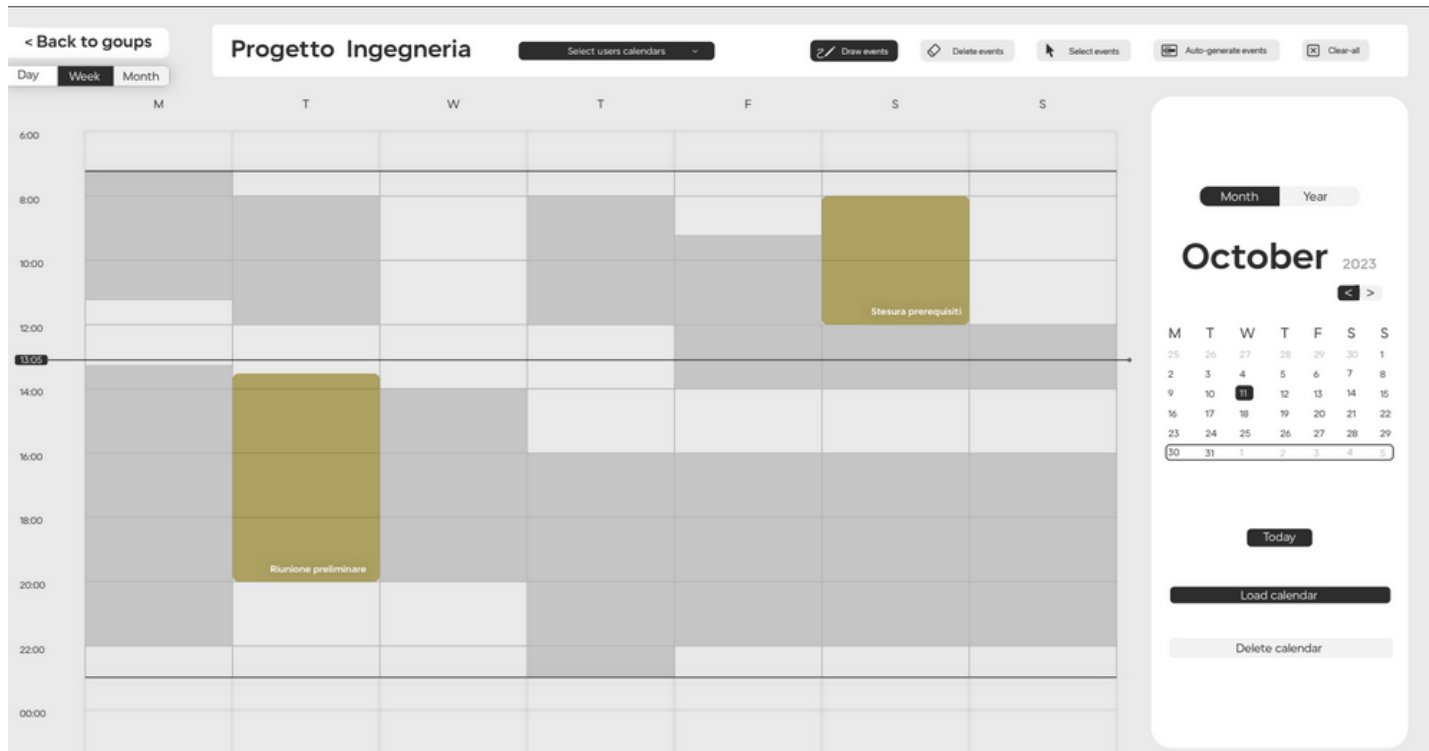 < Back to goups
Progetto Ingegneria
Select users calendars
Draw events
Delete events
Select events
Auto-generate events
Clear-all
Day Week Month
M T W T F S S
6:00
8:00
10:00
Stesura prerequisiti
12:00
13:05
14:00
16:00
18:00
Riunione preliminare
20:00
22:00
00:00
Month Year
October 2023
< >
M T W T F S S
25 26 27 28 29 30 1
2 3 4 5 6 7 8
9 10 11 12 13 14 15
16 17 18 19 20 21 22
23 24 25 26 27 28 29
30 31 1 2 3 4 5
Today
Load calendar
Delete calendar